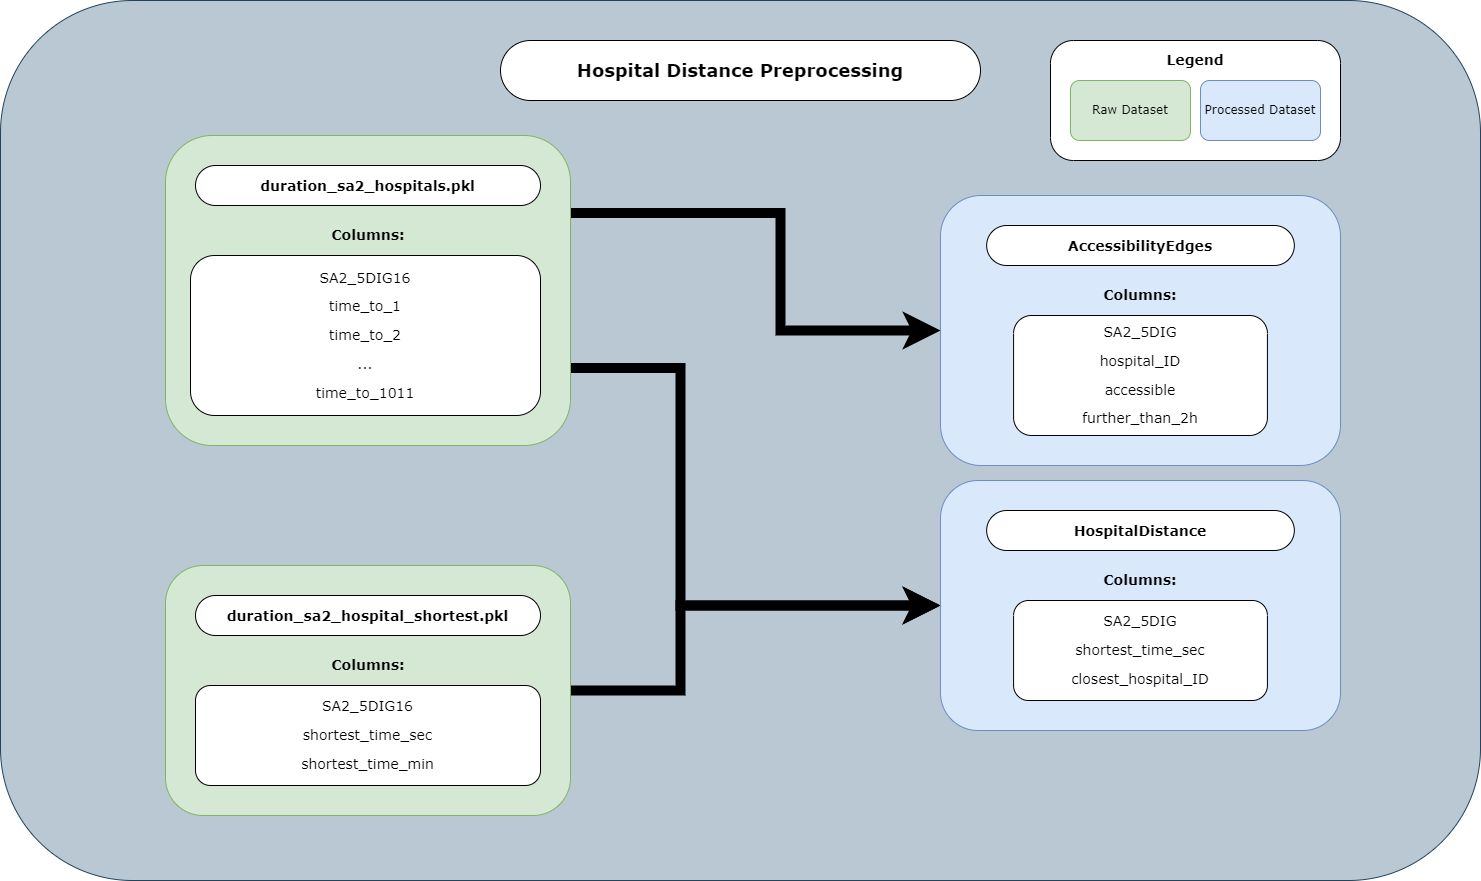 Hospital Distance Preprocessing
Legend
Raw Dataset
Processed Dataset
duration_sa2_hospitals.pkl
Columns:
SA2_5DIG16
time_to_1
time_to_2
...
time_to_1011
AccessibilityEdges
Columns:
SA2_5DIG
hospital_ID
accessible
further_than_2h
duration_sa2_hospital_shortest.pkl
Columns:
SA2_5DIG16
shortest_time_sec
shortest_time_min
HospitalDistance
Columns:
SA2_5DIG
shortest_time_sec
closest_hospital_ID